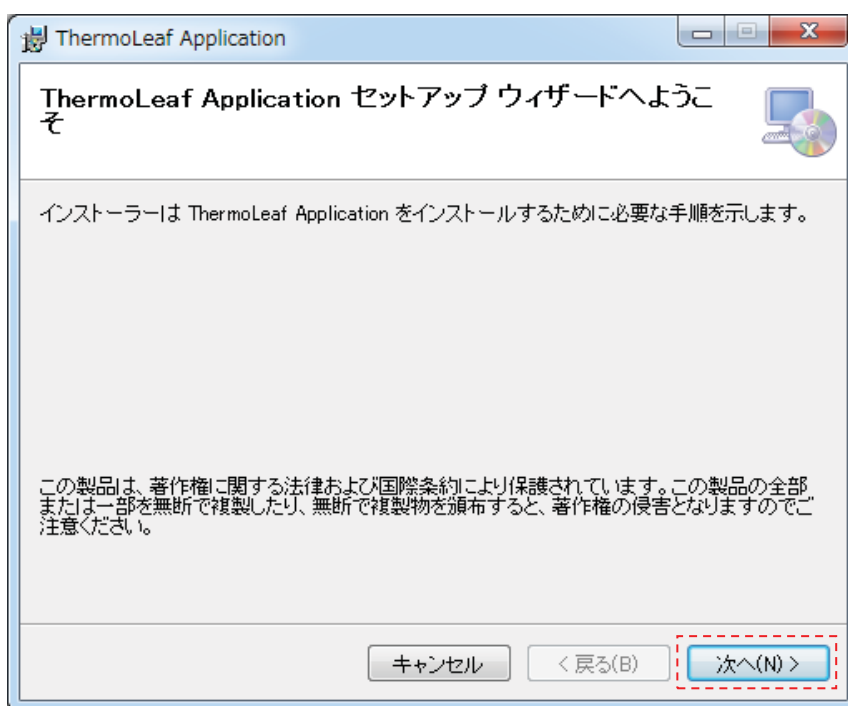 ThermoLeaf Application
ThermoLeaf Application セットアップ ウィザードへようこ
そ
インストーラーは ThermoLeaf Application をインストールするために必要な手順を示します。
この製品は、著作権に関する法律および国際条約により保護されています。この製品の全部
または一部を無断で複製したり、無断で複製物を頒布すると、著作権の侵害となりますのでご
注意ください。
キャンセル
< 戻る(B)
次へ(N) >